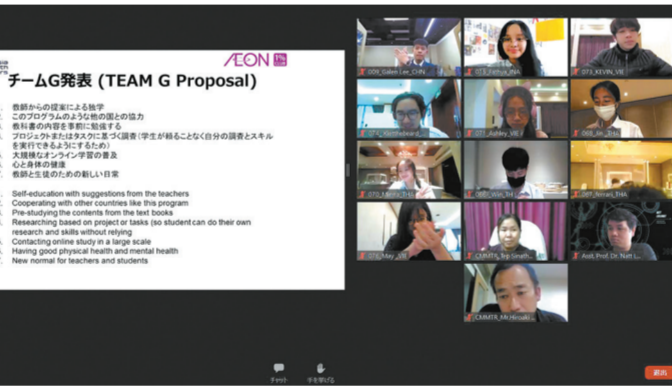 ÆON
チームG発表 (TEAM G Proposal)
教師からの提案による独学
このプログラムのような他の国との協力
教科書の内容を事前に勉強する
プロジェクトまたはタスクに基づく調査(学生が頼ることなく自分の調査とスキル
を実行できるようにするため)
大規模なオンライン学習の普及
心と身体の健康
教師と生徒のための新しい日常
Self-education with suggestions from the teachers
Cooperating with other countries like this program
Pre-studying the contents from the text books
Researching based on project or tasks (so student can do their own
research and skills without relying
Contacting online study in a large scale
Having good physical health and mental health
New normal for teachers and students
009_Galen Lee_CHN
073_KEVIN_VIE
071_Ashley_VIE
Asst. Prof. Dr. Natt
チャット
手を挙げる
退出